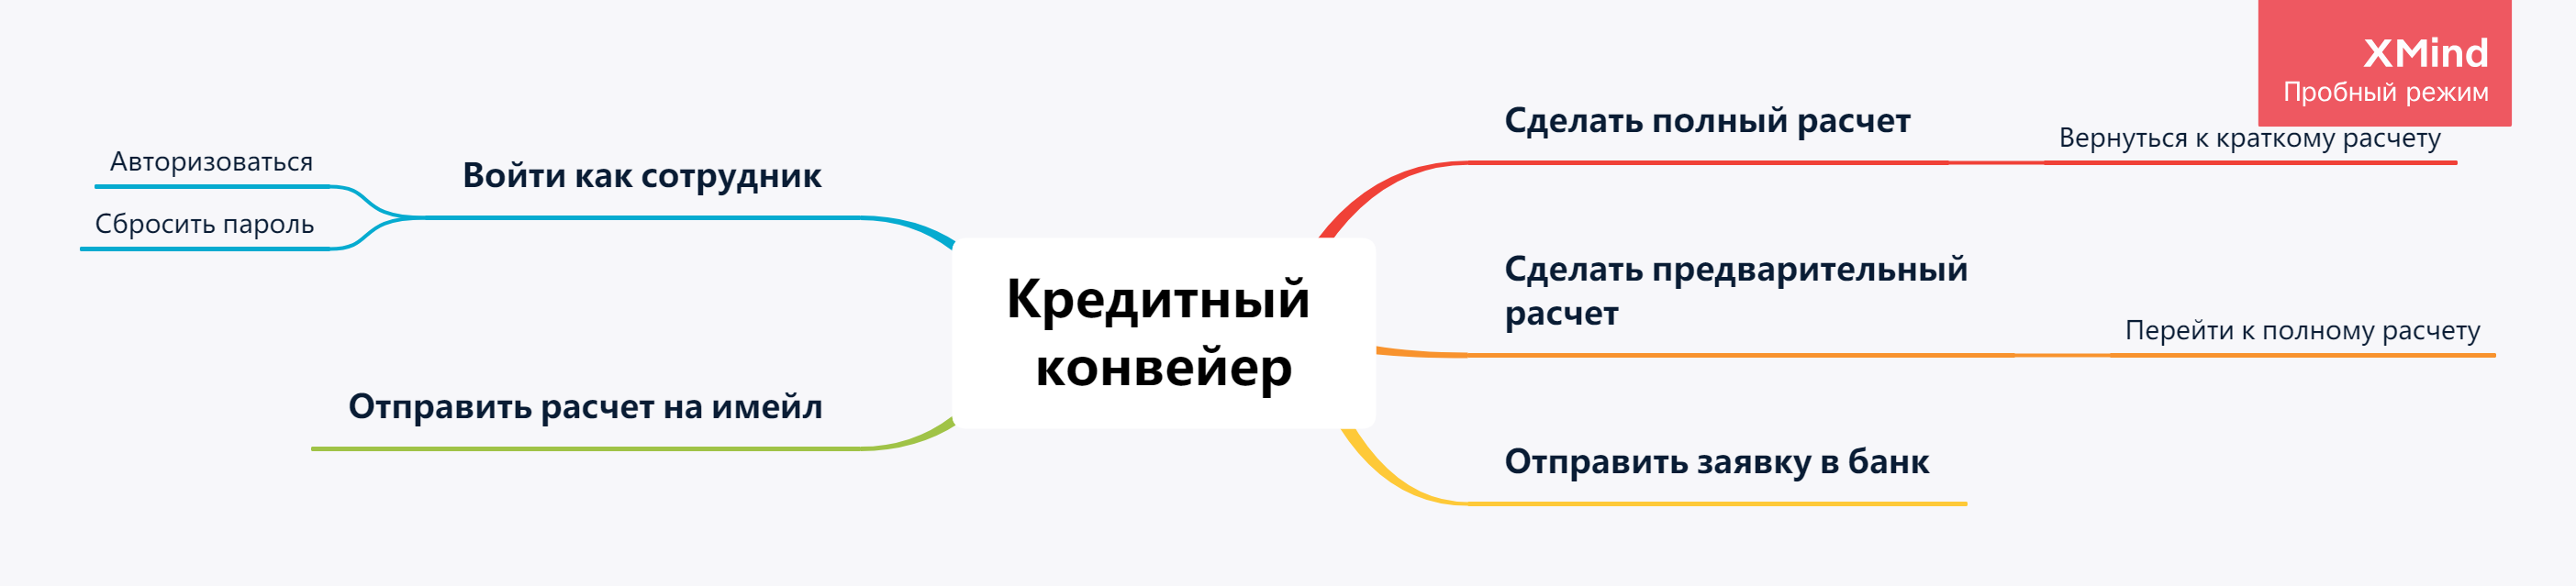 XMind
Пробный режим
Сделать полный расчет
Вернуться к краткому расчету
Авторизоваться
Войти как сотрудник
Сбросить пароль
Сделать предварительный
расчет
Кредитный
конвейер
Перейти к полному расчету
Отправить расчет на имейл
Отправить заявку в банк